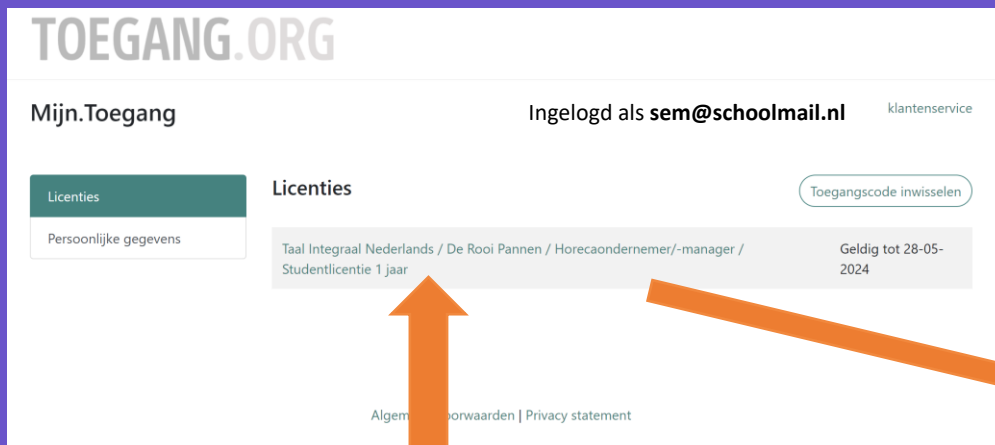 TOEGANG.ORG
Mijn.Toegang
Ingelogd als sem@schoolmail.nl
klantenservice
Licenties
Persoonlijke gegevens
Licenties
Toegangscode inwisselen
Taal Integraal Nederlands / De Rooi Pannen / Horecaondernemer/-manager /
Studentlicentie 1 jaar
Geldig tot 28-05-
2024
| Privacy statement